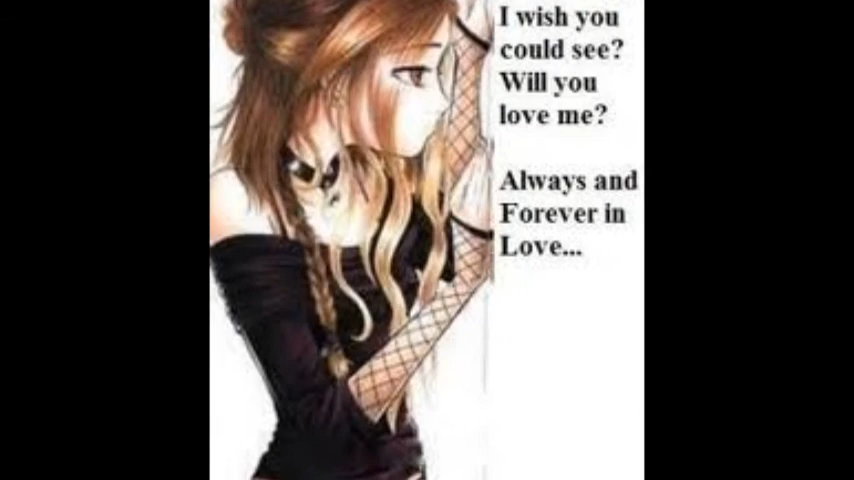 I wish you
could see?
Will you
love me?
Always and
Forever in
Love...